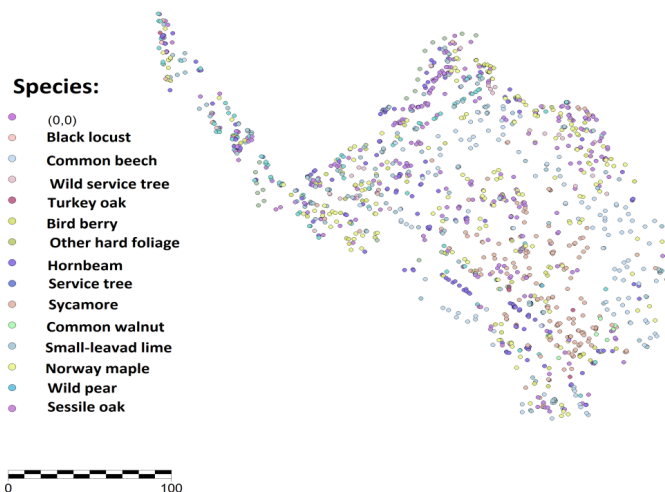 Species:
(0,0)
Black locust
Common beech
Wild service tree
Turkey oak
Bird berry
Other hard foliage
Hornbeam
Service tree
Sycamore
Common walnut
Small-leavad lime
Norway maple
Wild pear
Sessile oak
0 100